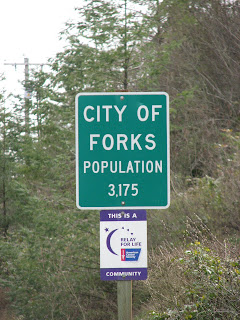 CITY OF
FORKS
POPULATION
3,175
THIS IS A
RELAY
FOR LIFE
COMMUNITY